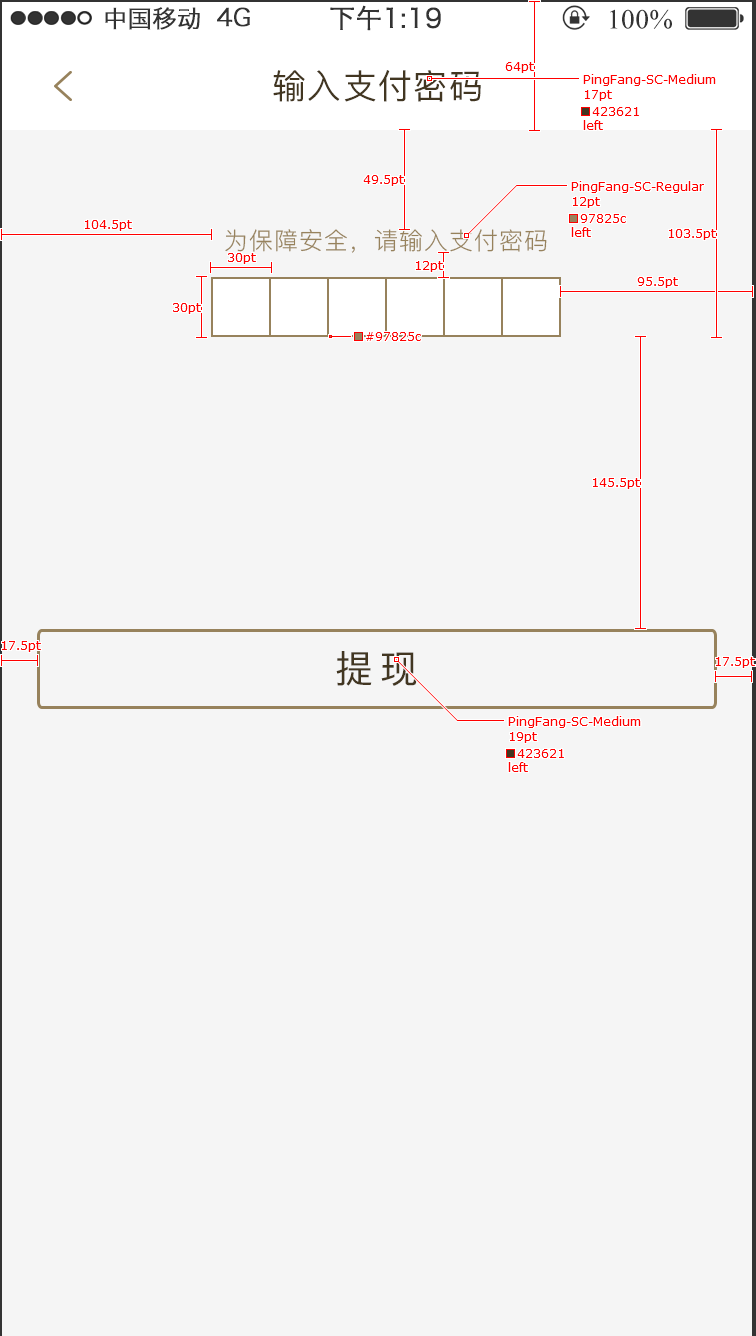 中国移动 4G 下午1:19 100%
输入支付密码
64pt
PingFang-SC-Medium
17pt
423621
left
49.5pt
PingFang-SC-Regular
12pt
97825c
left
104.5pt
103.5pt
为保障安全，请输入支付密码
30pt
12pt
95.5pt
30pt
#97825c
145.5pt
17.5pt
17.5pt
提现
PingFang-SC-Medium
19pt
423621
left